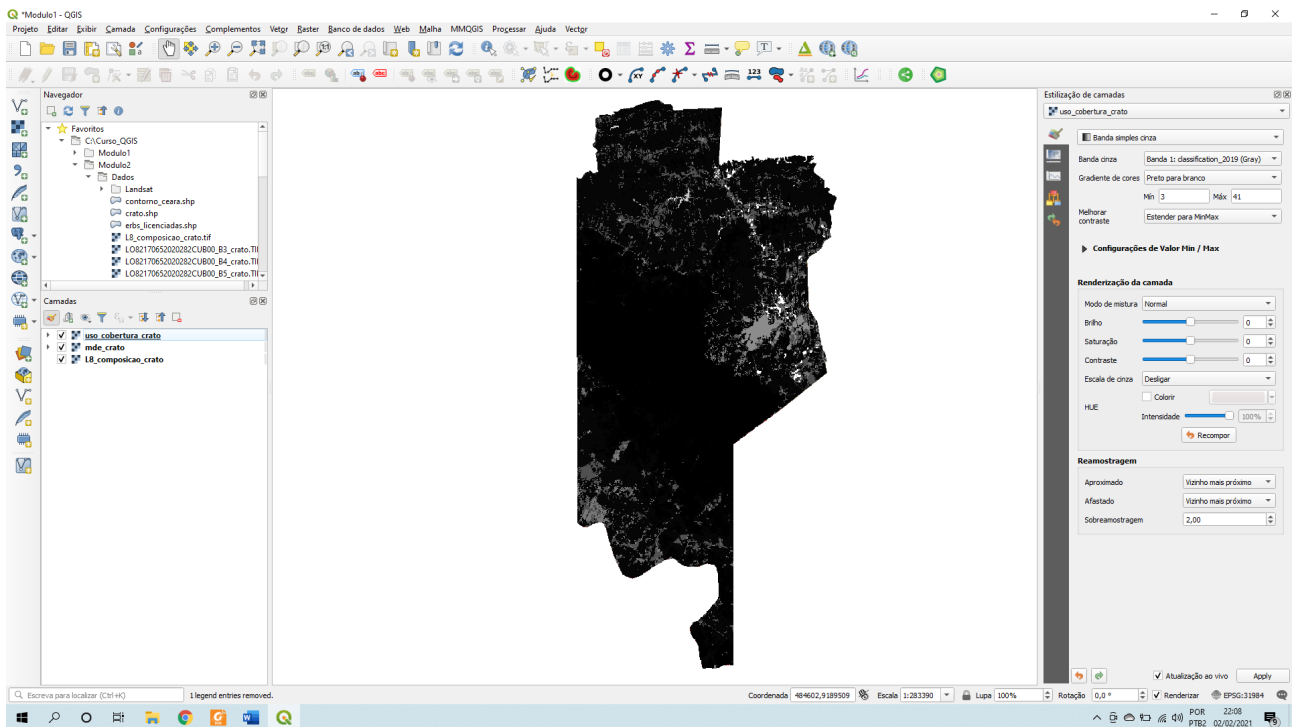 *Modulo1 - QGIS
Projeto Editar Exibir Camada Configurações Complementos Vetor Raster Banco de dados Web Malha MMQGIS Processar Ajuda Vector
Navegador
Favoritos
C:\Curso_QGIS
Modulo1
Modulo2
Dados
Landsat
contorno_ceara.shp
crato.shp
erbs_licenciadas.shp
L8_composicao_crato.tif
LO82170652020282CUB00_B3_crato.TI
LO82170652020282CUB00_B4_crato.TI
LO82170652020282CUB00_B5_crato.TI
Camadas
uso_cobertura_crato
mde_crato
L8_composicao_crato
Estilização de camadas
uso_cobertura_crato
Banda simples cinza
Banda cinza Banda 1: classification_2019 (Gray)
Gradiente de cores Preto para branco
Mín 3 Máx 41
Melhorar contraste Estender para MinMax
Configurações de Valor Min / Max
Renderização da camada
Modo de mistura Normal
Brilho 0
Saturação 0
Contraste 0
Escala de cinza Desligar
HUE Colorir
Intensidade 100%
Recompor
Reamostragem
Aproximado Vizinho mais próximo
Afastado Vizinho mais próximo
Sobreamostragem 2,00
Atualização ao vivo Apply
Escreva para localizar (Ctrl+K) 1 legend entries removed. Coordenada 484602,9189509 Escala 1:283390 Lupa 100% Rotação 0,0 ° Renderizar EPSG:31984
POR 22:08
PTB2 02/02/2021